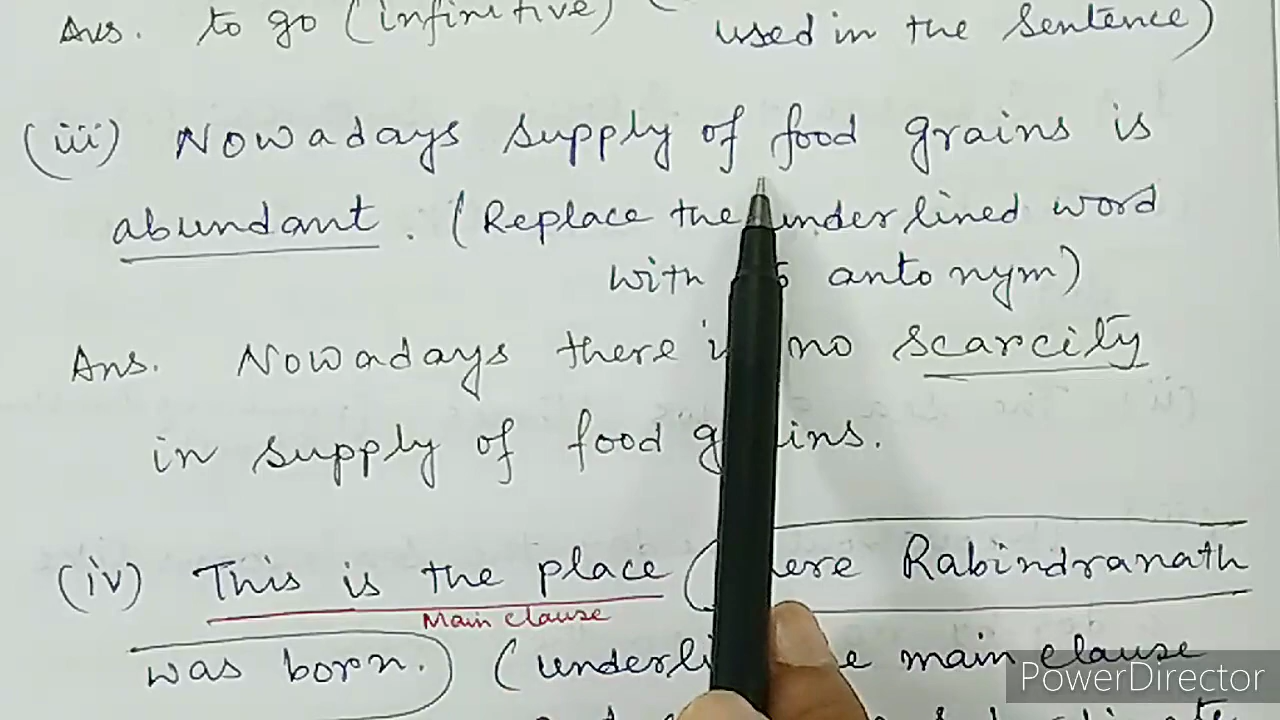 Ans. to go (infinitive)
used in the sentence)
(iii) Nowadays supply of food grains is
abundant. (Replace the underlined word
with antonym)
Ans. Nowadays there no scarcity
in supply of food
(iv) This is the place Rabindranath
Main clause
was born.) ( main clause
PowerDirector